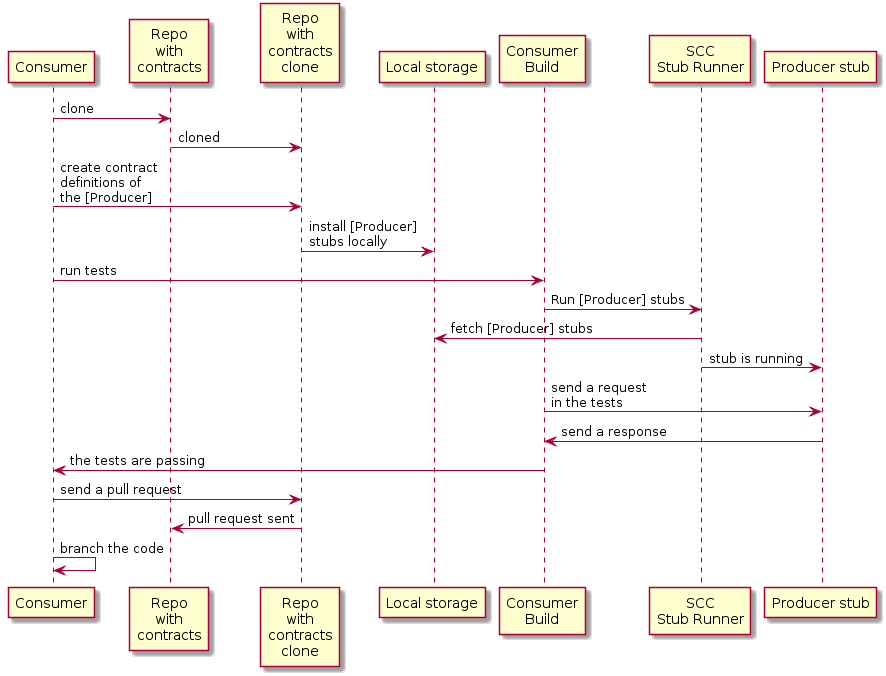 Consumer
Repo
with
contracts
Repo
with
contracts
clone
Local storage
Consumer
Build
SCC
Stub Runner
Producer stub
clone
cloned
create contract
definitions of
the [Producer]
install [Producer]
stubs locally
run tests
Run [Producer] stubs
fetch [Producer] stubs
stub is running
send a request
in the tests
send a response
the tests are passing
send a pull request
pull request sent
branch the code
Consumer
Repo
with
contracts
Repo
with
contracts
clone
Local storage
Consumer
Build
SCC
Stub Runner
Producer stub